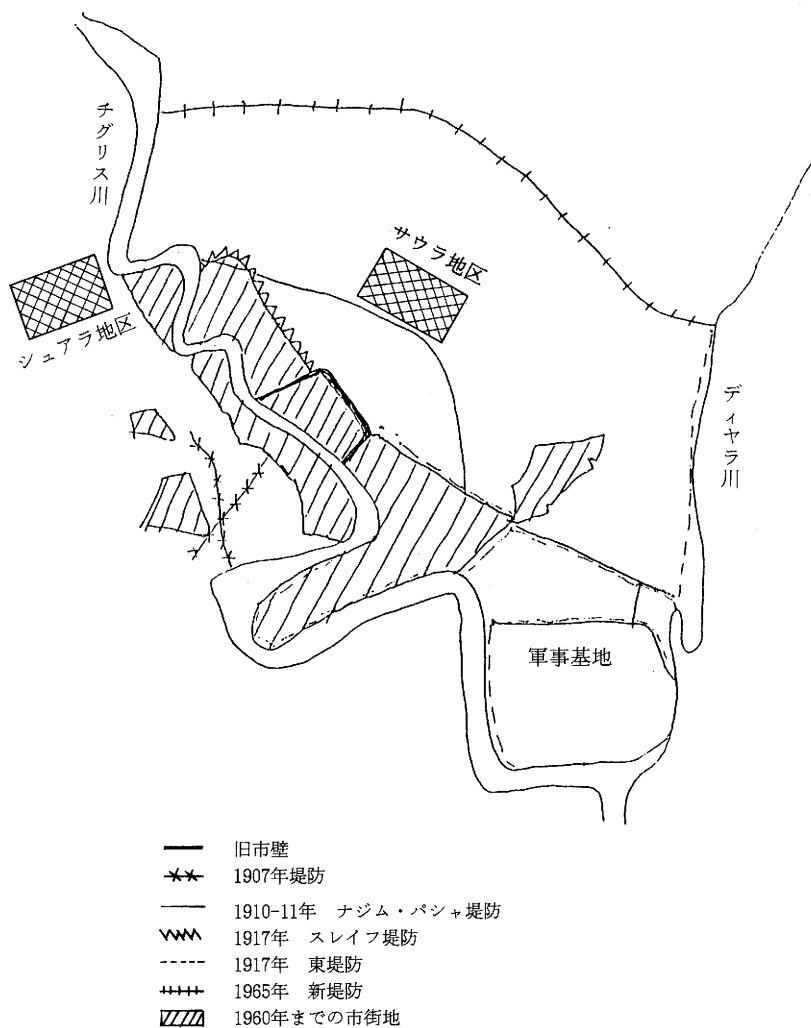 チグリス川
サウラ地区
シュアラ地区
ディヤラ川
軍事基地
旧市壁
1907年堤防
1910-11年 ナジム・パシャ堤防
1917年 スレイフ堤防
1917年 東堤防
1965年 新堤防
1960年までの市街地